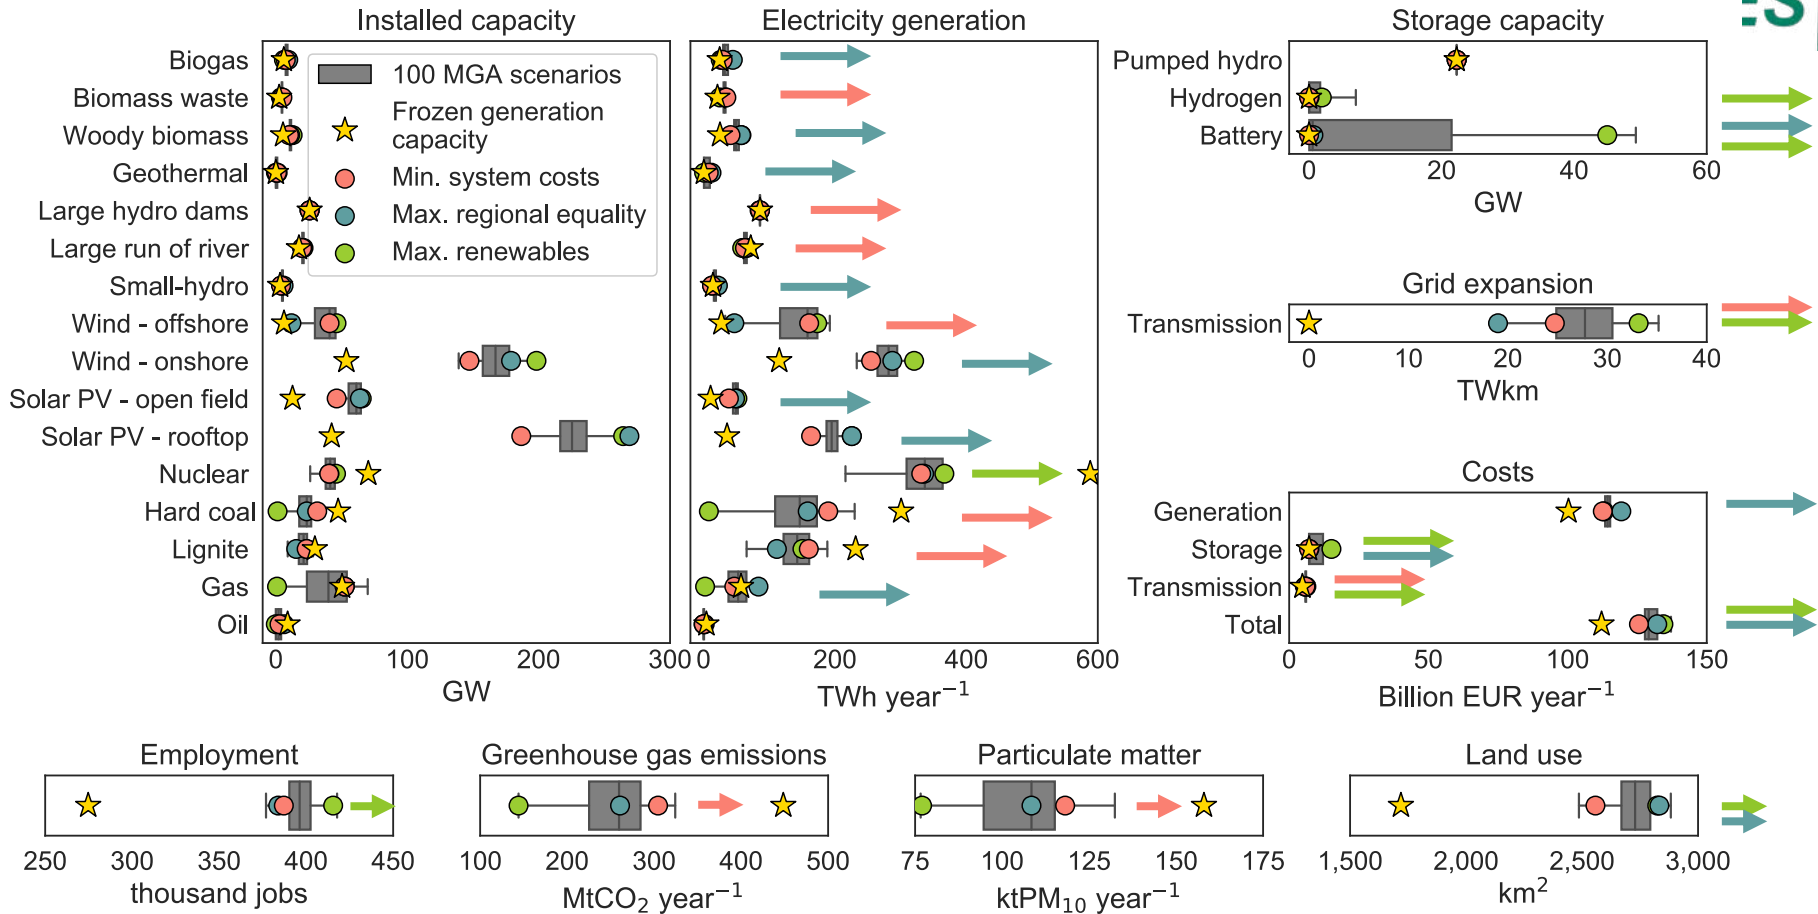 Installed capacity
Electricity generation
Storage capacity
Biogas
Biomass waste
Woody biomass
Geothermal
Large hydro dams
Large run of river
Small-hydro
Wind - offshore
Wind - onshore
Solar PV - open field
Solar PV - rooftop
Nuclear
Hard coal
Lignite
Gas
Oil
100 MGA scenarios
Frozen generation
capacity
Min. system costs
Max. regional equality
Max. renewables
0 100 200 300
GW
0 200 400 600
TWh year⁻¹
Pumped hydro
Hydrogen
Battery
0 20 40 60
GW
Grid expansion
Transmission
0 10 20 30 40
TWkm
Costs
Generation
Storage
Transmission
Total
0 50 100 150
Billion EUR year⁻¹
Employment
250 300 350 400 450
thousand jobs
Greenhouse gas emissions
100 200 300 400 500
MtCO₂ year⁻¹
Particulate matter
75 100 125 150 175
ktPM₁₀ year⁻¹
Land use
1,500 2,000 2,500 3,000
km²